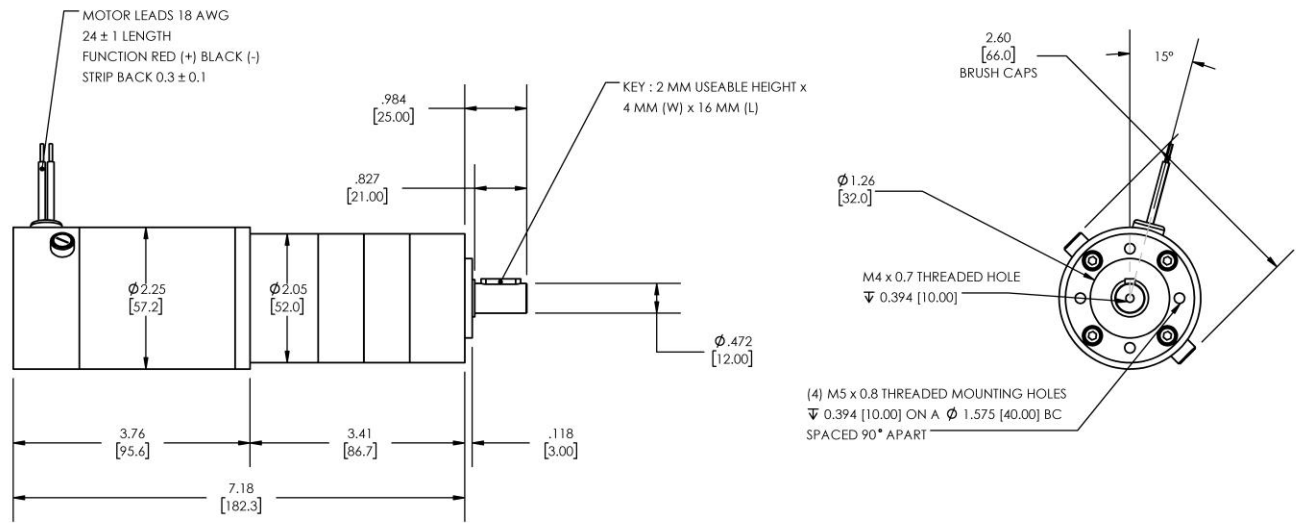 MOTOR LEADS 18 AWG
24 ± 1 LENGTH
FUNCTION RED (+) BLACK (-)
STRIP BACK 0.3 ± 0.1
.984
[25.00]
KEY : 2 MM USEABLE HEIGHT x
4 MM (W) x 16 MM (L)
.827
[21.00]
Ø2.25
[57.2]
Ø2.05
[52.0]
Ø.472
[12.00]
3.76
[95.6]
3.41
[86.7]
.118
[3.00]
7.18
[182.3]
2.60
[66.0]
BRUSH CAPS
15°
Ø1.26
[32.0]
M4 x 0.7 THREADED HOLE
↧ 0.394 [10.00]
(4) M5 x 0.8 THREADED MOUNTING HOLES
↧ 0.394 [10.00] ON A Ø 1.575 [40.00] BC
SPACED 90° APART